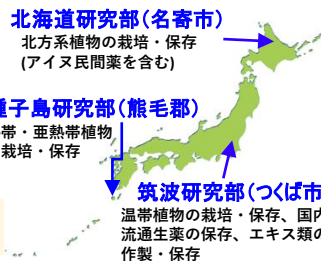 北海道研究部（名寄市）
北方系植物の栽培・保存
(アイヌ民間薬を含む)
種子島研究部（熊毛郡）
帯・亜熱帯植物
栽培・保存
筑波研究部（つくば市
温帯植物の栽培・保存、国内
流通生薬の保存、エキス類の
作製・保存